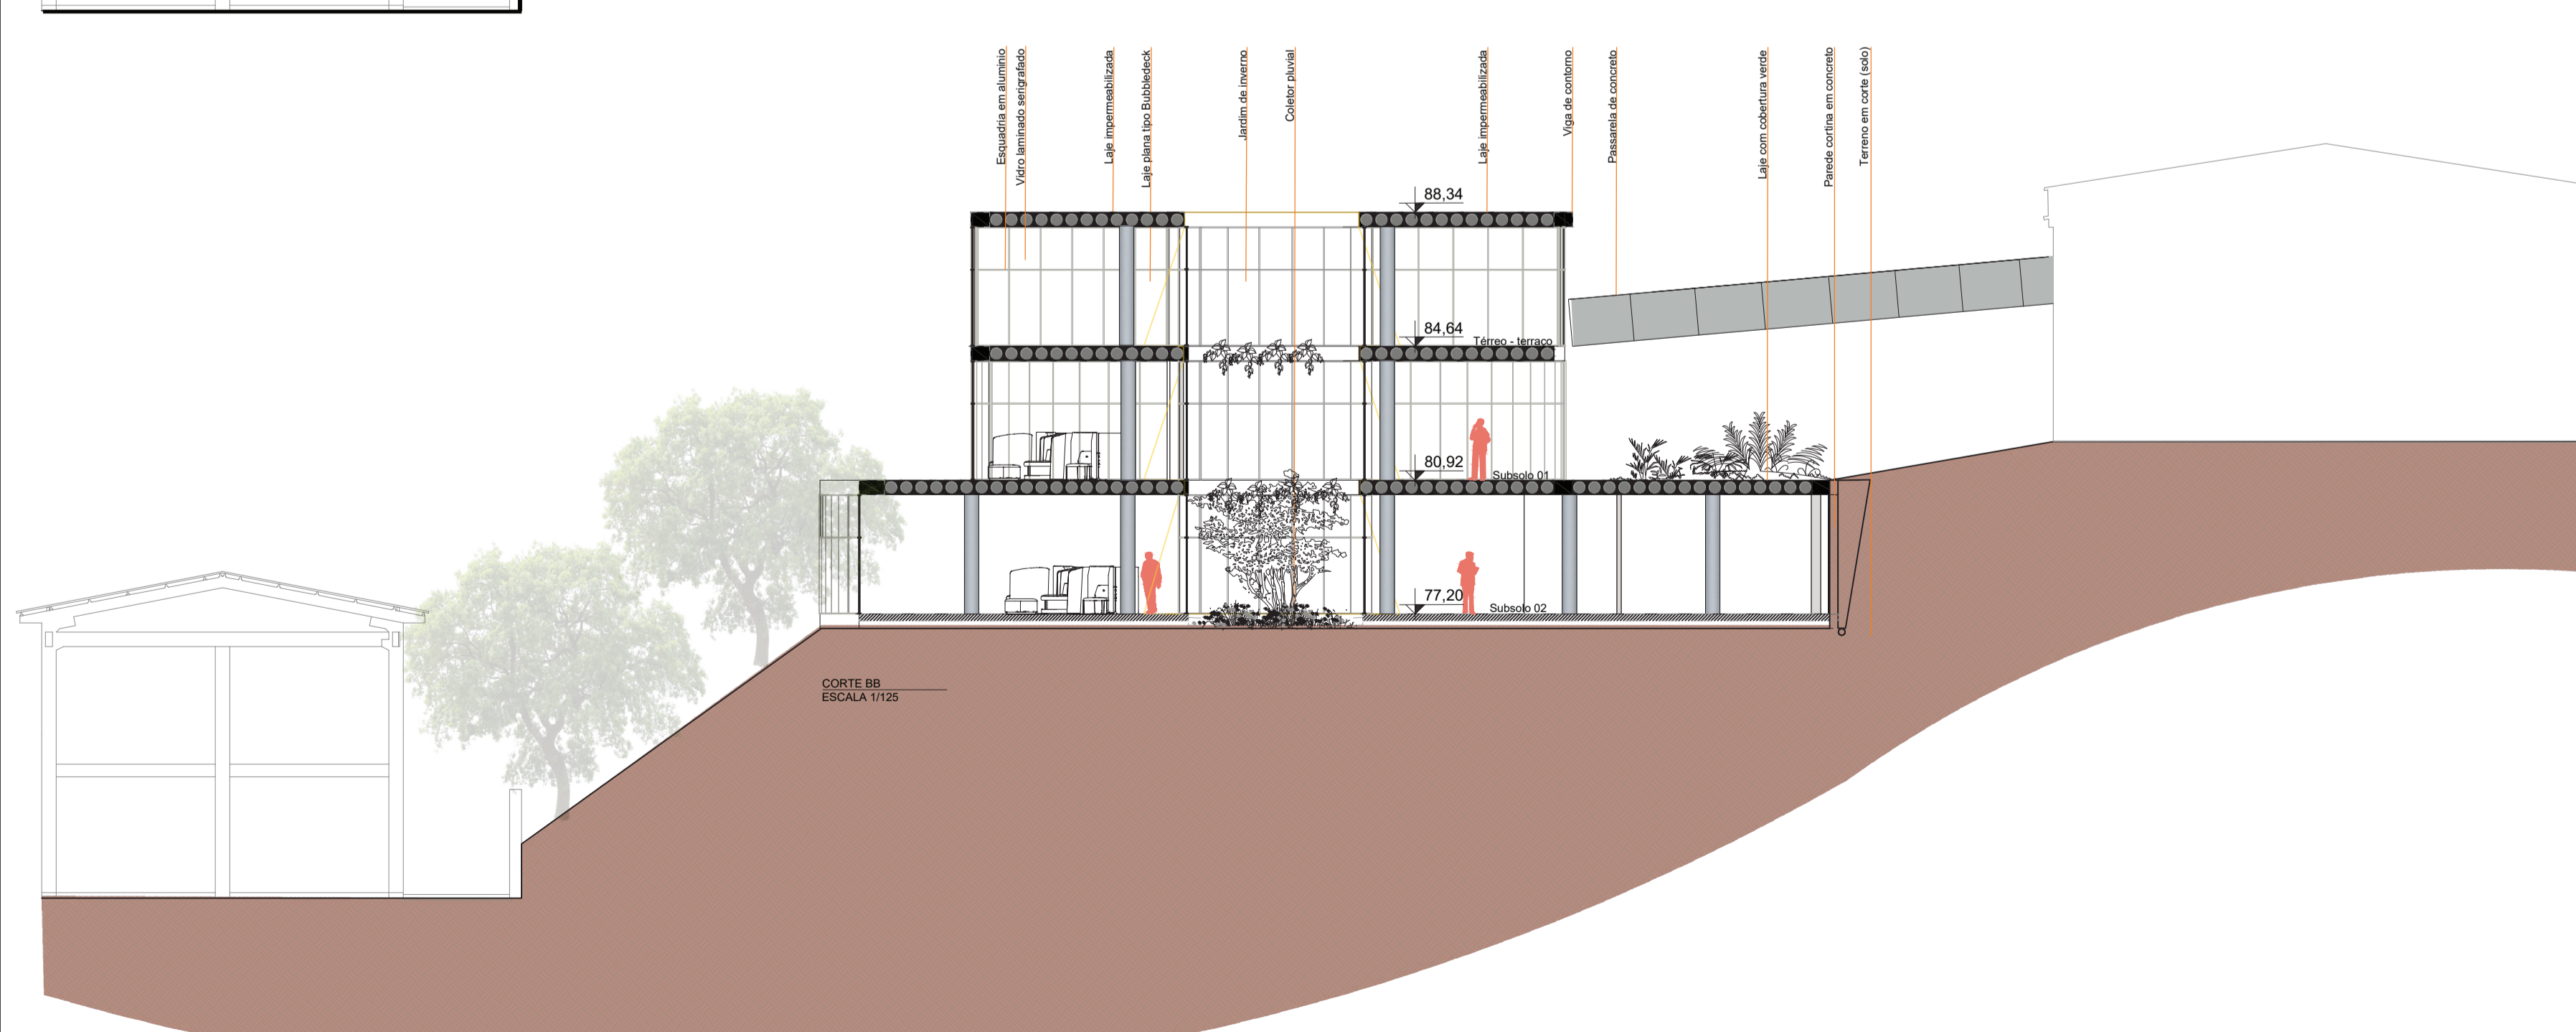 Esquadria em alumínio
Vidro laminado serigrafado
Laje impermeabilizada
Laje plana tipo Bubbledeck
Jardim de inverno
Coletor pluvial
Laje impermeabilizada
Viga de contorno
Passarela de concreto
Laje com cobertura verde
Parede cortina em concreto
Terreno em corte (solo)
88,34
84,64
Térreo - terraço
80,92
Subsolo 01
77,20
Subsolo 02
CORTE BB
ESCALA 1/125